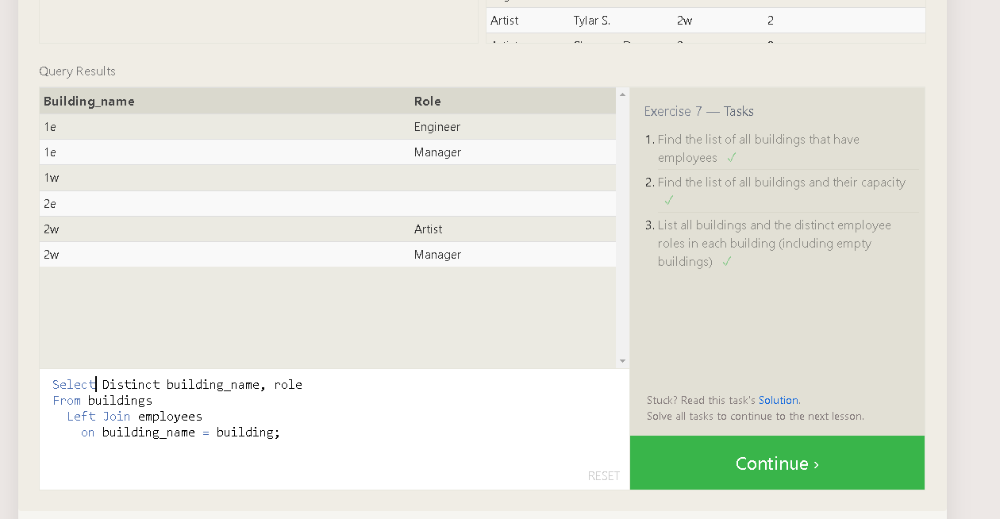 Artist Tylar S. 2w 2
Query Results
Building_name Role
1e Engineer
1e Manager
1w
2e
2w Artist
2w Manager
Select Distinct building_name, role
From buildings
Left Join employees
on building_name = building;
RESET
Exercise 7 — Tasks
1. Find the list of all buildings that have
employees ✓
2. Find the list of all buildings and their capacity
✓
3. List all buildings and the distinct employee
roles in each building (including empty
buildings) ✓
Stuck? Read this task's Solution.
Solve all tasks to continue to the next lesson.
Continue ›